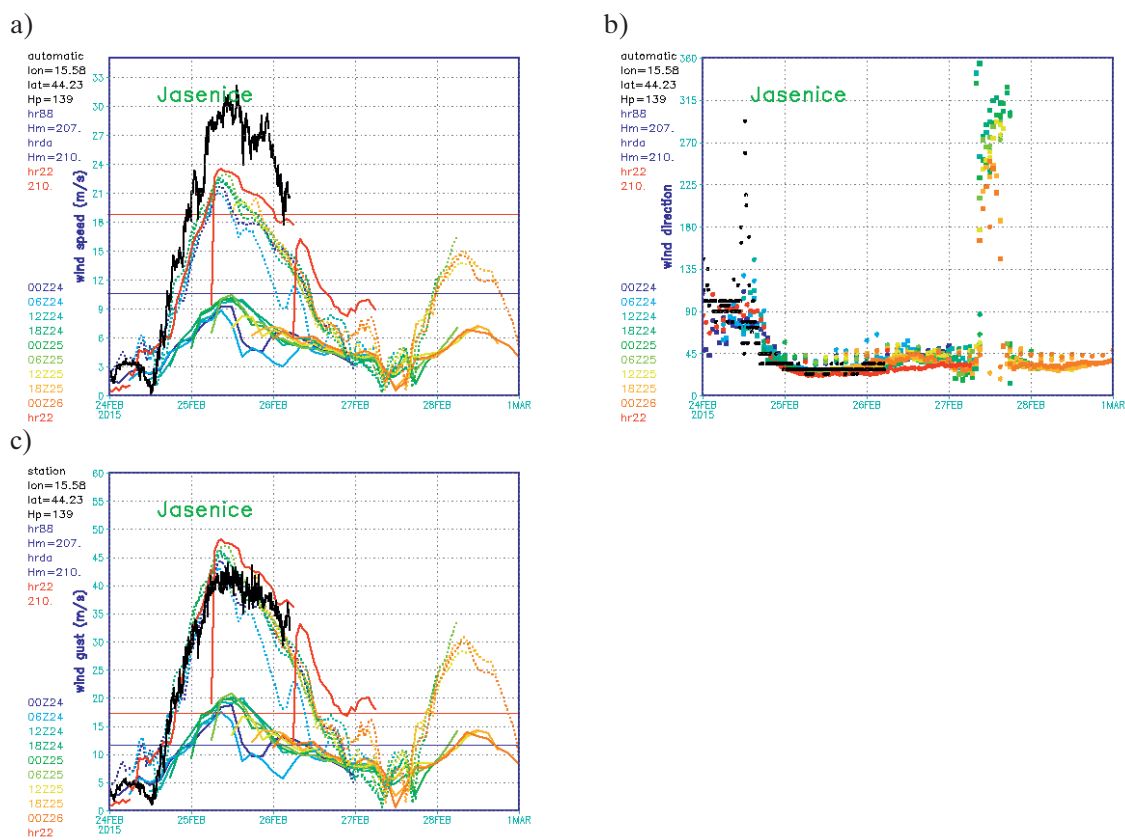 a)
automatic
lon=15.58
lat=44.23
Hp=139
hr88
Hm=207.
hrda
Hm=210.
hr22
210.
00Z24
06Z24
12Z24
18Z24
00Z25
06Z25
12Z25
18Z25
00Z26
hr22
Jasenice
wind speed (m/s)
33
30
27
24
21
18
15
12
9
6
3
0
24FEB
2015
25FEB
26FEB
27FEB
28FEB
1MAR
b)
automatic
lon=15.58
lat=44.23
Hp=139
hr88
Hm=207.
hrda
Hm=210.
hr22
210.
00Z24
06Z24
12Z24
18Z24
00Z25
06Z25
12Z25
18Z25
00Z26
hr22
Jasenice
wind direction
360
315
270
225
180
135
90
45
0
24FEB
2015
25FEB
26FEB
27FEB
28FEB
1MAR
c)
station
lon=15.58
lat=44.23
Hp=139
hr88
Hm=207.
hrda
Hm=210.
hr22
210.
00Z24
06Z24
12Z24
18Z24
00Z25
06Z25
12Z25
18Z25
00Z26
hr22
Jasenice
wind gust (m/s)
60
55
50
45
40
35
30
25
20
15
10
5
0
24FEB
2015
25FEB
26FEB
27FEB
28FEB
1MAR